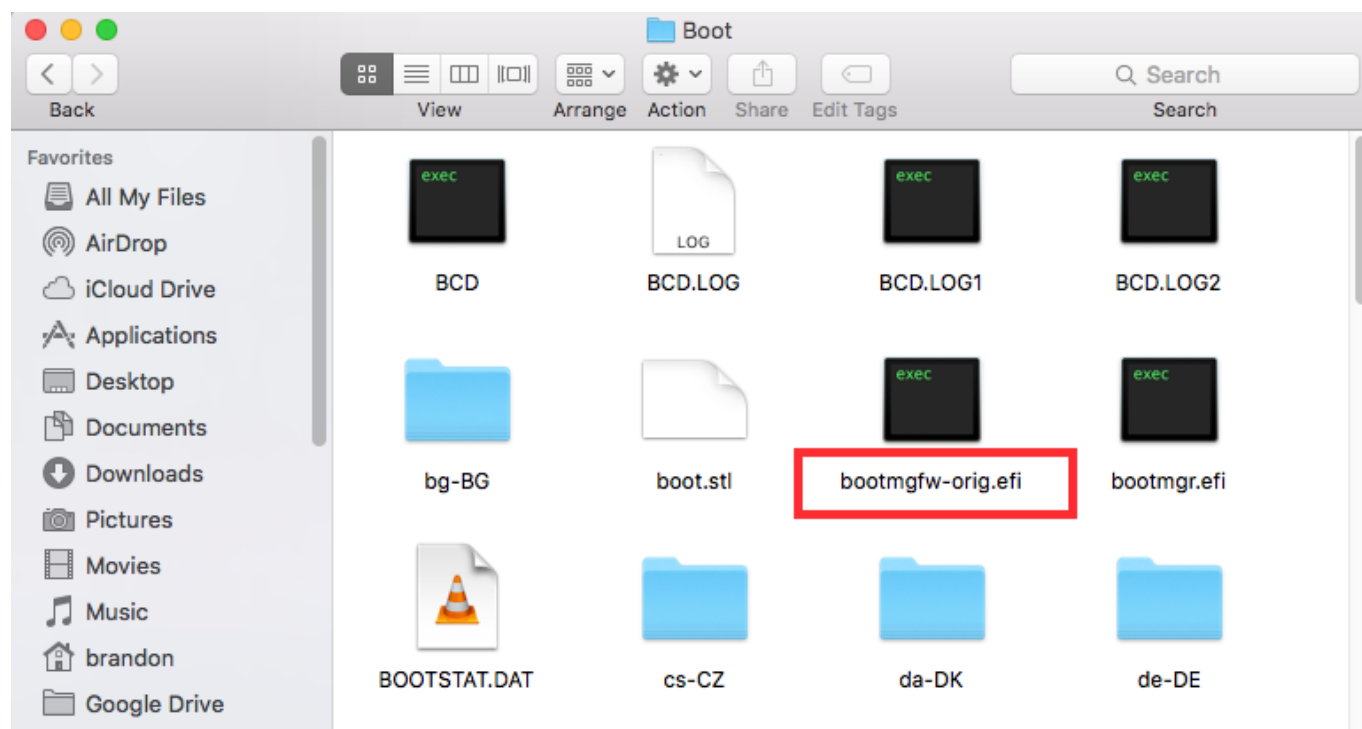 Boot
Search
Back
View
Arrange
Action
Share
Edit Tags
Search
Favorites
All My Files
AirDrop
iCloud Drive
Applications
Desktop
Documents
Downloads
Pictures
Movies
Music
brandon
Google Drive
exec
LOG
exec
exec
BCD
BCD.LOG
BCD.LOG1
BCD.LOG2
exec
exec
bg-BG
boot.stl
bootmgfw-orig.efi
bootmgr.efi
BOOTSTAT.DAT
cs-CZ
da-DK
de-DE